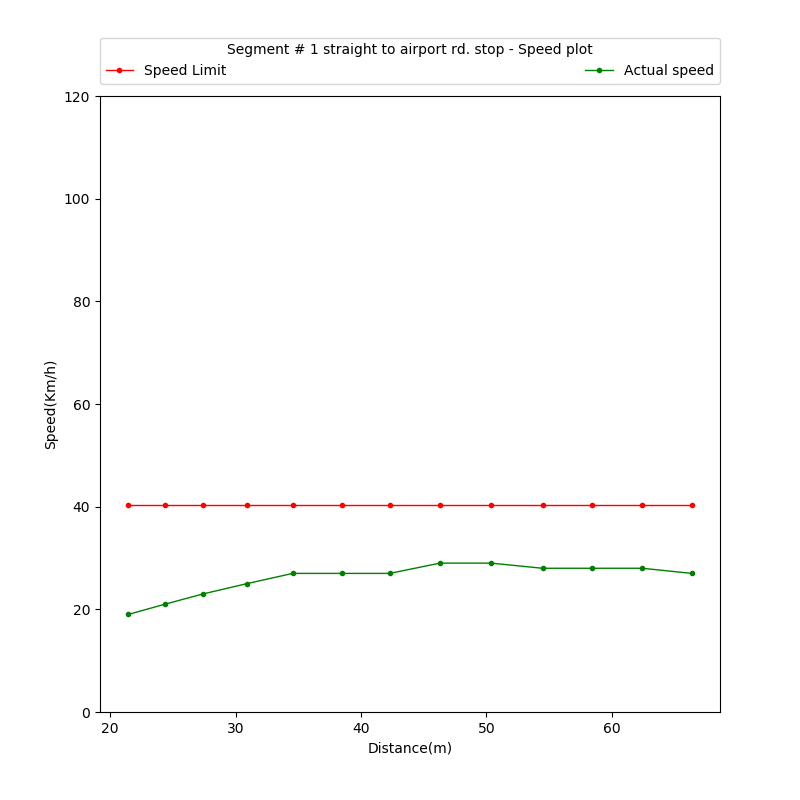 Segment # 1 straight to airport rd. stop - Speed plot
Speed Limit Actual speed
120
100
80
60
40
20
0
Speed(Km/h)
20 30 40 50 60
Distance(m)